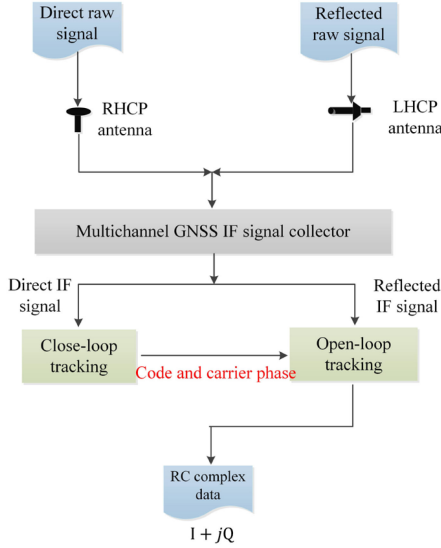 Direct raw
signal
Reflected
raw signal
RHCP
antenna
LHCP
antenna
Multichannel GNSS IF signal collector
Direct IF
signal
Reflected
IF signal
Close-loop
tracking
Code and carrier phase
Open-loop
tracking
RC complex
data
I + jQ